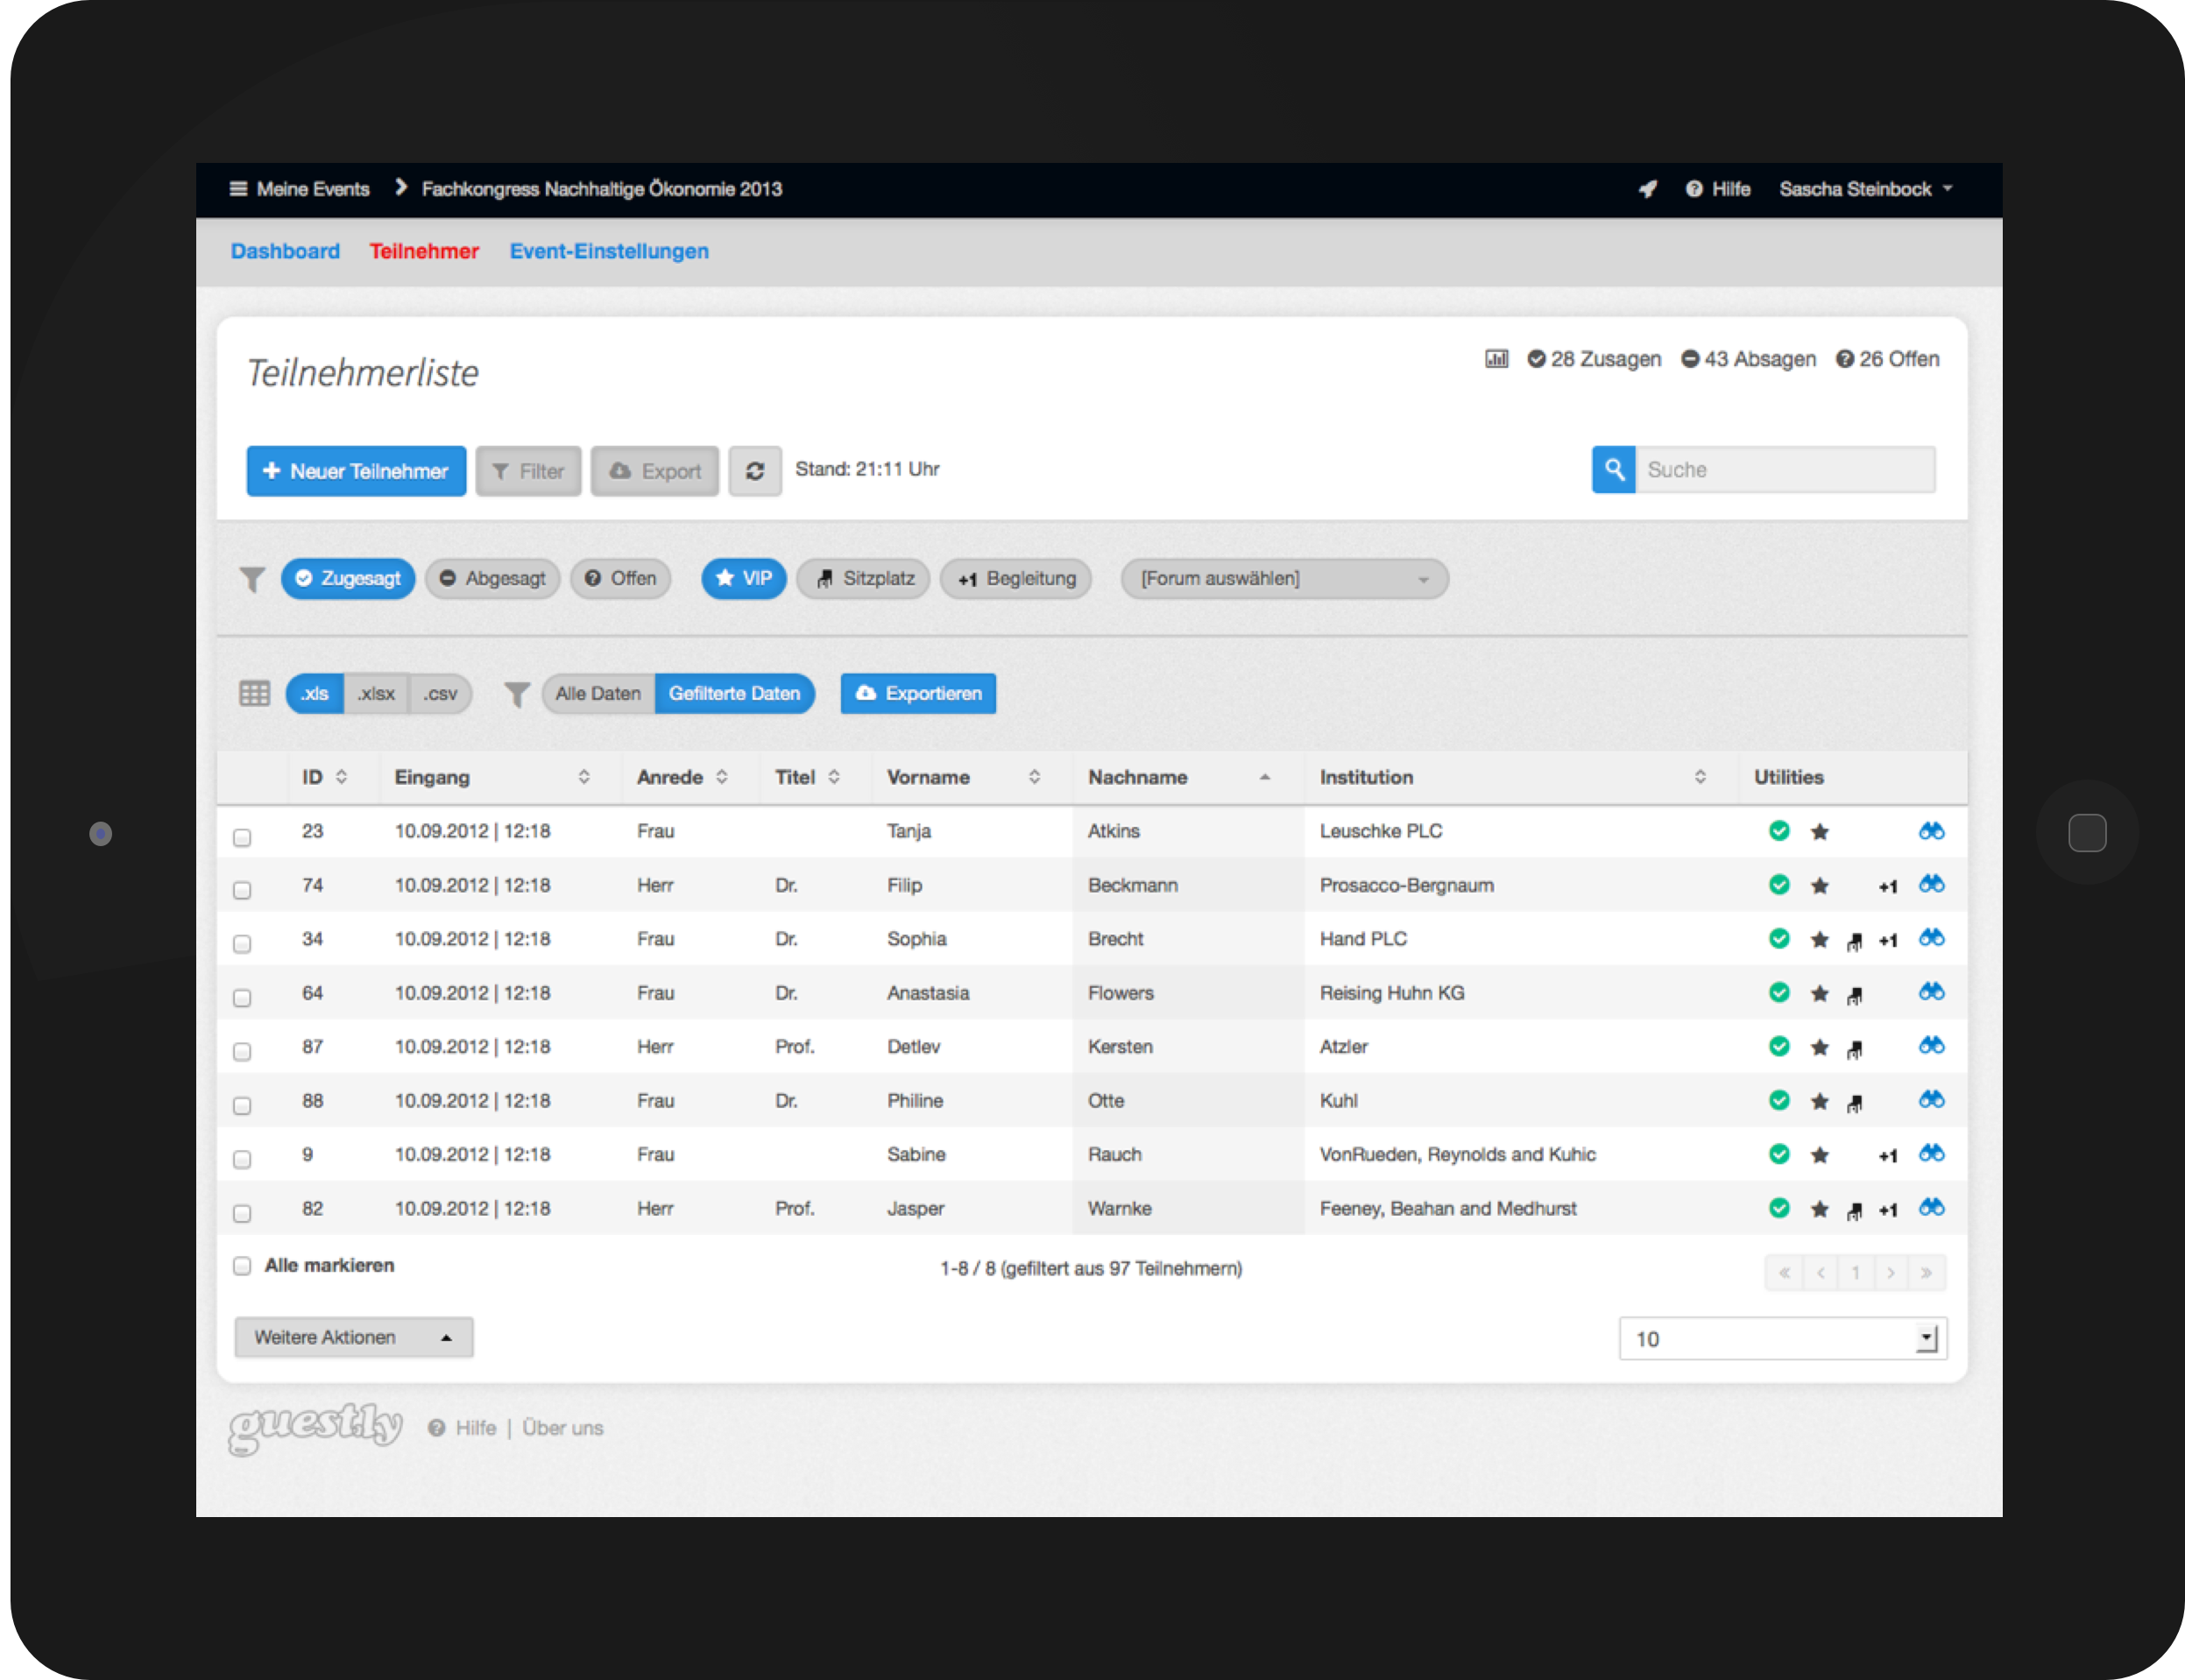 Meine Events Fachkongress Nachhaltige Ökonomie 2013 Hilfe Sascha Steinbock
Dashboard Teilnehmer Event-Einstellungen
Teilnehmerliste 28 Zusagen 43 Absagen 26 Offen
+ Neuer Teilnehmer Filter Export Stand: 21:11 Uhr Suche
Zugesagt Abgesagt Offen VIP Sitzplatz +1 Begleitung [Forum auswählen]
.xls .xlsx .csv Alle Daten Gefilterte Daten Exportieren
ID Eingang Anrede Titel Vorname Nachname Institution Utilities
23 10.09.2012 | 12:18 Frau Tanja Atkins Leuschke PLC
74 10.09.2012 | 12:18 Herr Dr. Filip Beckmann Prosacco-Bergnaum +1
34 10.09.2012 | 12:18 Frau Dr. Sophia Brecht Hand PLC +1
64 10.09.2012 | 12:18 Frau Dr. Anastasia Flowers Reising Huhn KG
87 10.09.2012 | 12:18 Herr Prof. Detlev Kersten Atzler
88 10.09.2012 | 12:18 Frau Dr. Philine Otte Kuhl
9 10.09.2012 | 12:18 Frau Sabine Rauch VonRueden, Reynolds and Kuhic +1
82 10.09.2012 | 12:18 Herr Prof. Jasper Warnke Feeney, Beahan and Medhurst +1
Alle markieren 1-8 / 8 (gefiltert aus 97 Teilnehmern) « < 1 > »
Weitere Aktionen 10
guestly Hilfe | Über uns